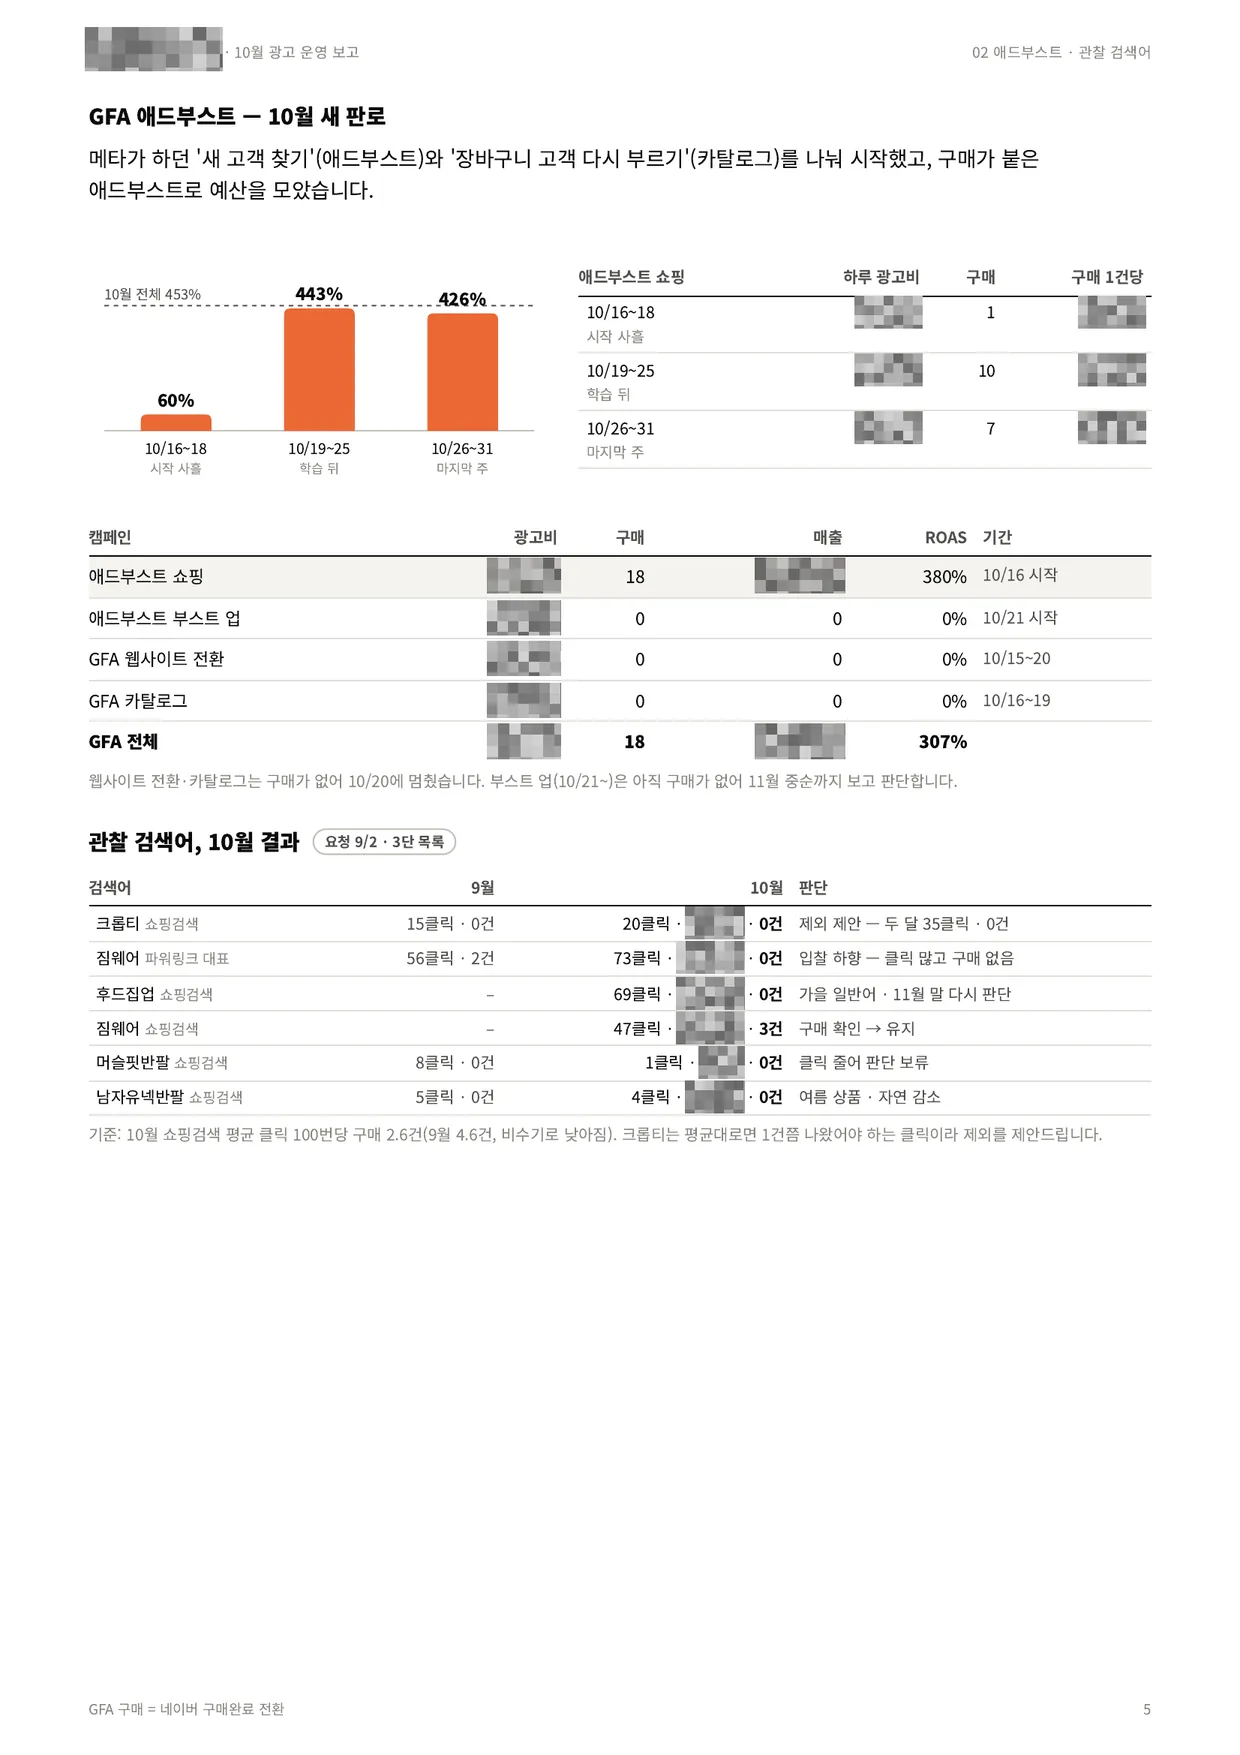 · 10월 광고 운영 보고
02 애드부스트 · 관찰 검색어
GFA 애드부스트 — 10월 새 판로
메타가 하던 '새 고객 찾기'(애드부스트)와 '장바구니 고객 다시 부르기'(카탈로그)를 나눠 시작했고, 구매가 붙은
애드부스트로 예산을 모았습니다.
10월 전체 453%
443%
426%
60%
10/16~18
10/19~25
10/26~31
시작 사흘
학습 뒤
마지막 주
애드부스트 쇼핑 하루 광고비 구매 구매 1건당
10/16~18 1
시작 사흘
10/19~25 10
학습 뒤
10/26~31 7
마지막 주
캠페인 광고비 구매 매출 ROAS 기간
애드부스트 쇼핑 18 380% 10/16 시작
애드부스트 부스트 업 0 0 0% 10/21 시작
GFA 웹사이트 전환 0 0 0% 10/15~20
GFA 카탈로그 0 0 0% 10/16~19
GFA 전체 18 307%
웹사이트 전환·카탈로그는 구매가 없어 10/20에 멈췄습니다. 부스트 업(10/21~)은 아직 구매가 없어 11월 중순까지 보고 판단합니다.
관찰 검색어, 10월 결과 요청 9/2 · 3단 목록
검색어 9월 10월 판단
크롭티 쇼핑검색 15클릭 · 0건 20클릭 · · 0건 제외 제안 — 두 달 35클릭 · 0건
짐웨어 파워링크 대표 56클릭 · 2건 73클릭 · · 0건 입찰 하향 — 클릭 많고 구매 없음
후드집업 쇼핑검색 – 69클릭 · · 0건 가을 일반어 · 11월 말 다시 판단
짐웨어 쇼핑검색 – 47클릭 · · 3건 구매 확인 → 유지
머슬핏반팔 쇼핑검색 8클릭 · 0건 1클릭 · · 0건 클릭 줄어 판단 보류
남자유넥반팔 쇼핑검색 5클릭 · 0건 4클릭 · · 0건 여름 상품 · 자연 감소
기준: 10월 쇼핑검색 평균 클릭 100번당 구매 2.6건(9월 4.6건, 비수기로 낮아짐). 크롭티는 평균대로면 1건쯤 나왔어야 하는 클릭이라 제외를 제안드립니다.
GFA 구매 = 네이버 구매완료 전환
5